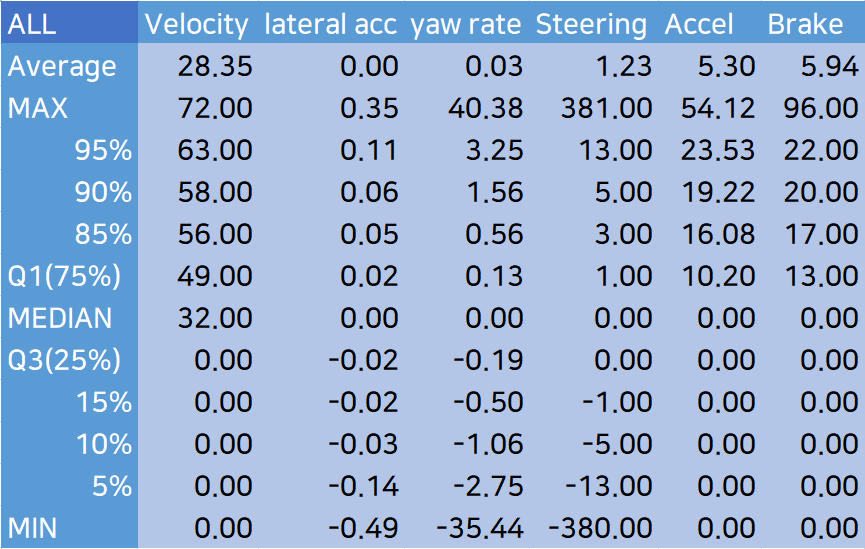 ALL Velocity lateral acc yaw rate Steering Accel Brake
Average 28.35 0.00 0.03 1.23 5.30 5.94
MAX 72.00 0.35 40.38 381.00 54.12 96.00
95% 63.00 0.11 3.25 13.00 23.53 22.00
90% 58.00 0.06 1.56 5.00 19.22 20.00
85% 56.00 0.05 0.56 3.00 16.08 17.00
Q1(75%) 49.00 0.02 0.13 1.00 10.20 13.00
MEDIAN 32.00 0.00 0.00 0.00 0.00 0.00
Q3(25%) 0.00 -0.02 -0.19 0.00 0.00 0.00
15% 0.00 -0.02 -0.50 -1.00 0.00 0.00
10% 0.00 -0.03 -1.06 -5.00 0.00 0.00
5% 0.00 -0.14 -2.75 -13.00 0.00 0.00
MIN 0.00 -0.49 -35.44 -380.00 0.00 0.00